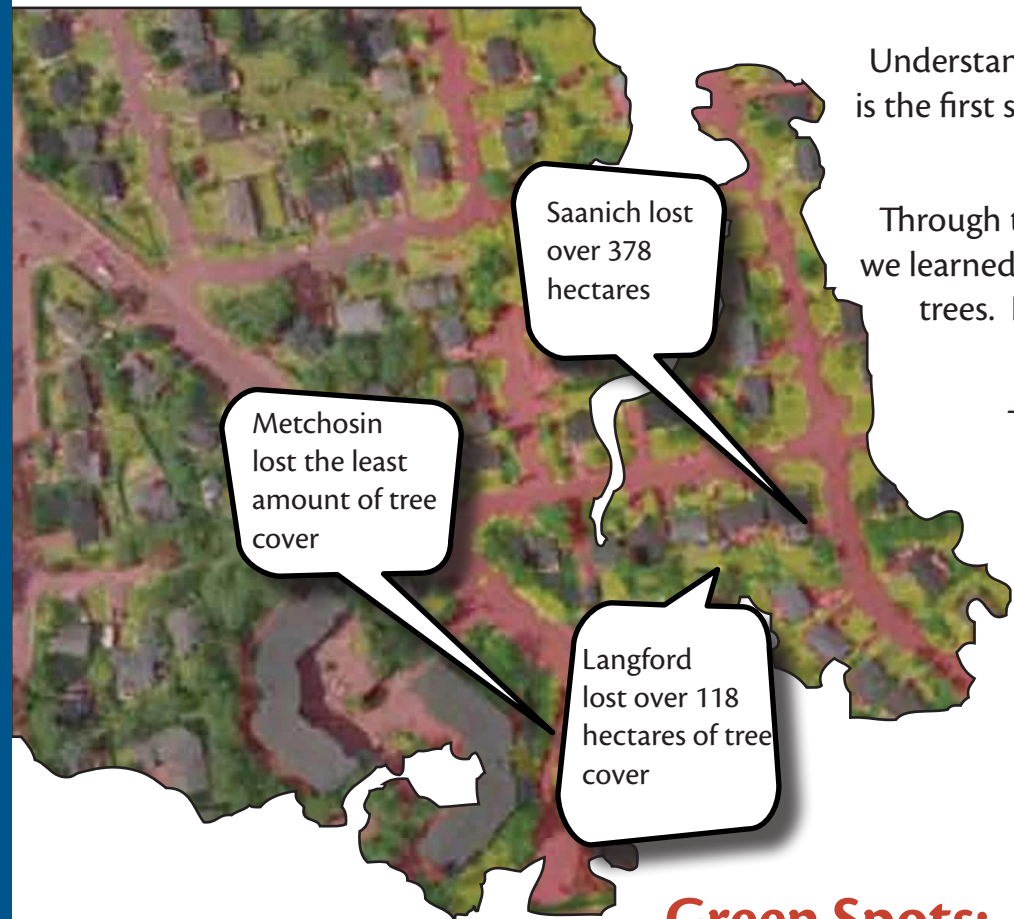 Understan
is the first s
Through t
we learned
trees.
Saanich lost
over 378
hectares
Metchosin
lost the least
amount of tree
cover
Langford
lost over 118
hectares of tree
cover
Green Spots: